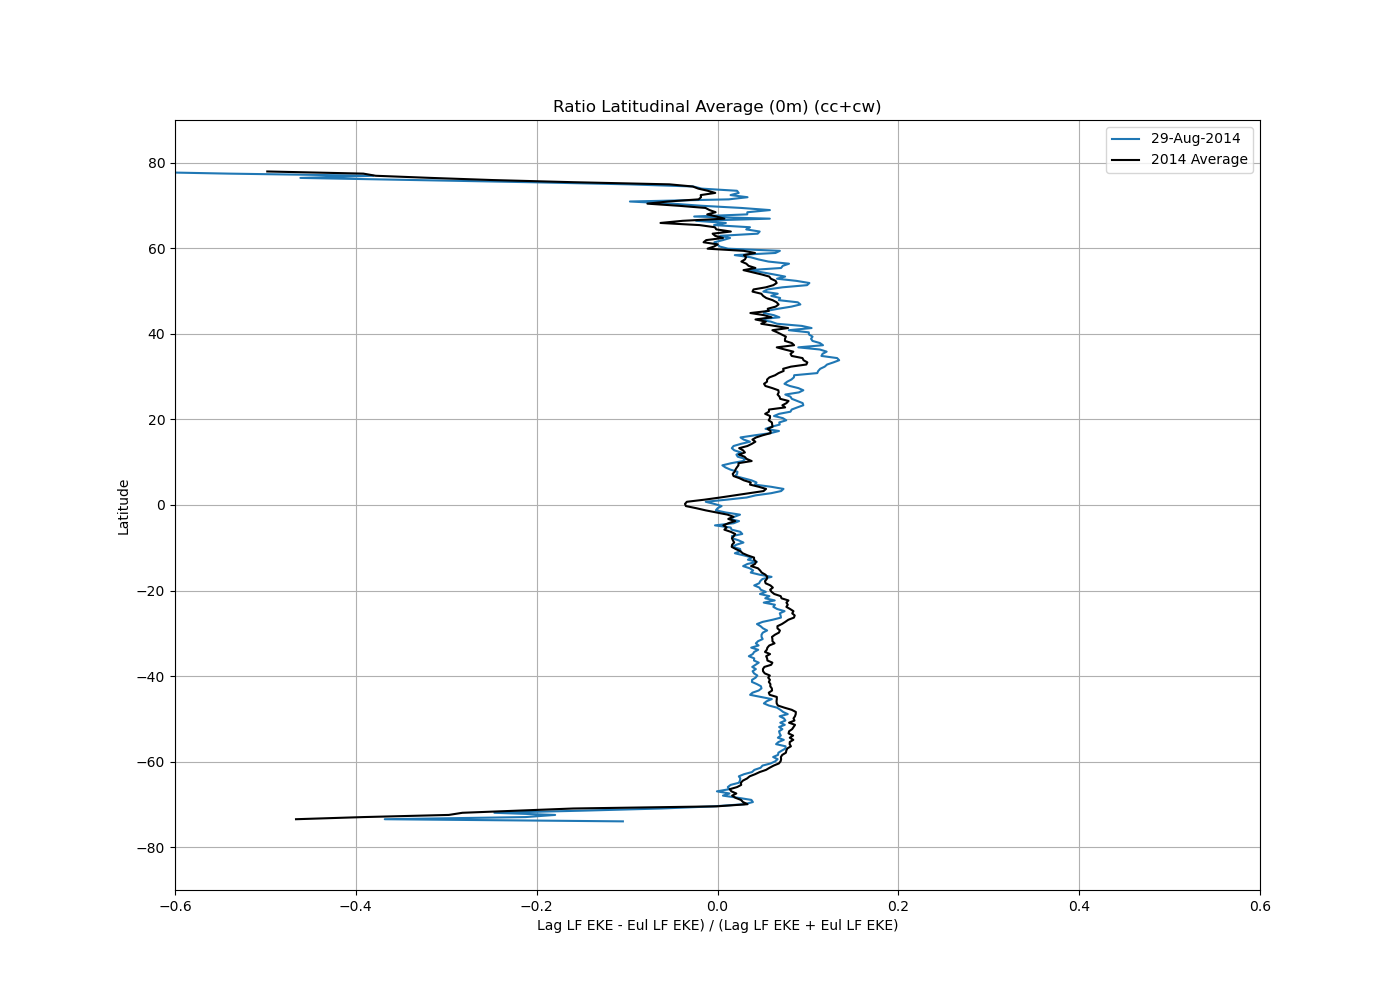 Ratio Latitudinal Average (0m) (cc+cw)
29-Aug-2014
2014 Average
80
60
40
20
0
−20
−40
−60
−80
Latitude
−0.6 −0.4 −0.2 0.0 0.2 0.4 0.6
Lag LF EKE - Eul LF EKE) / (Lag LF EKE + Eul LF EKE)